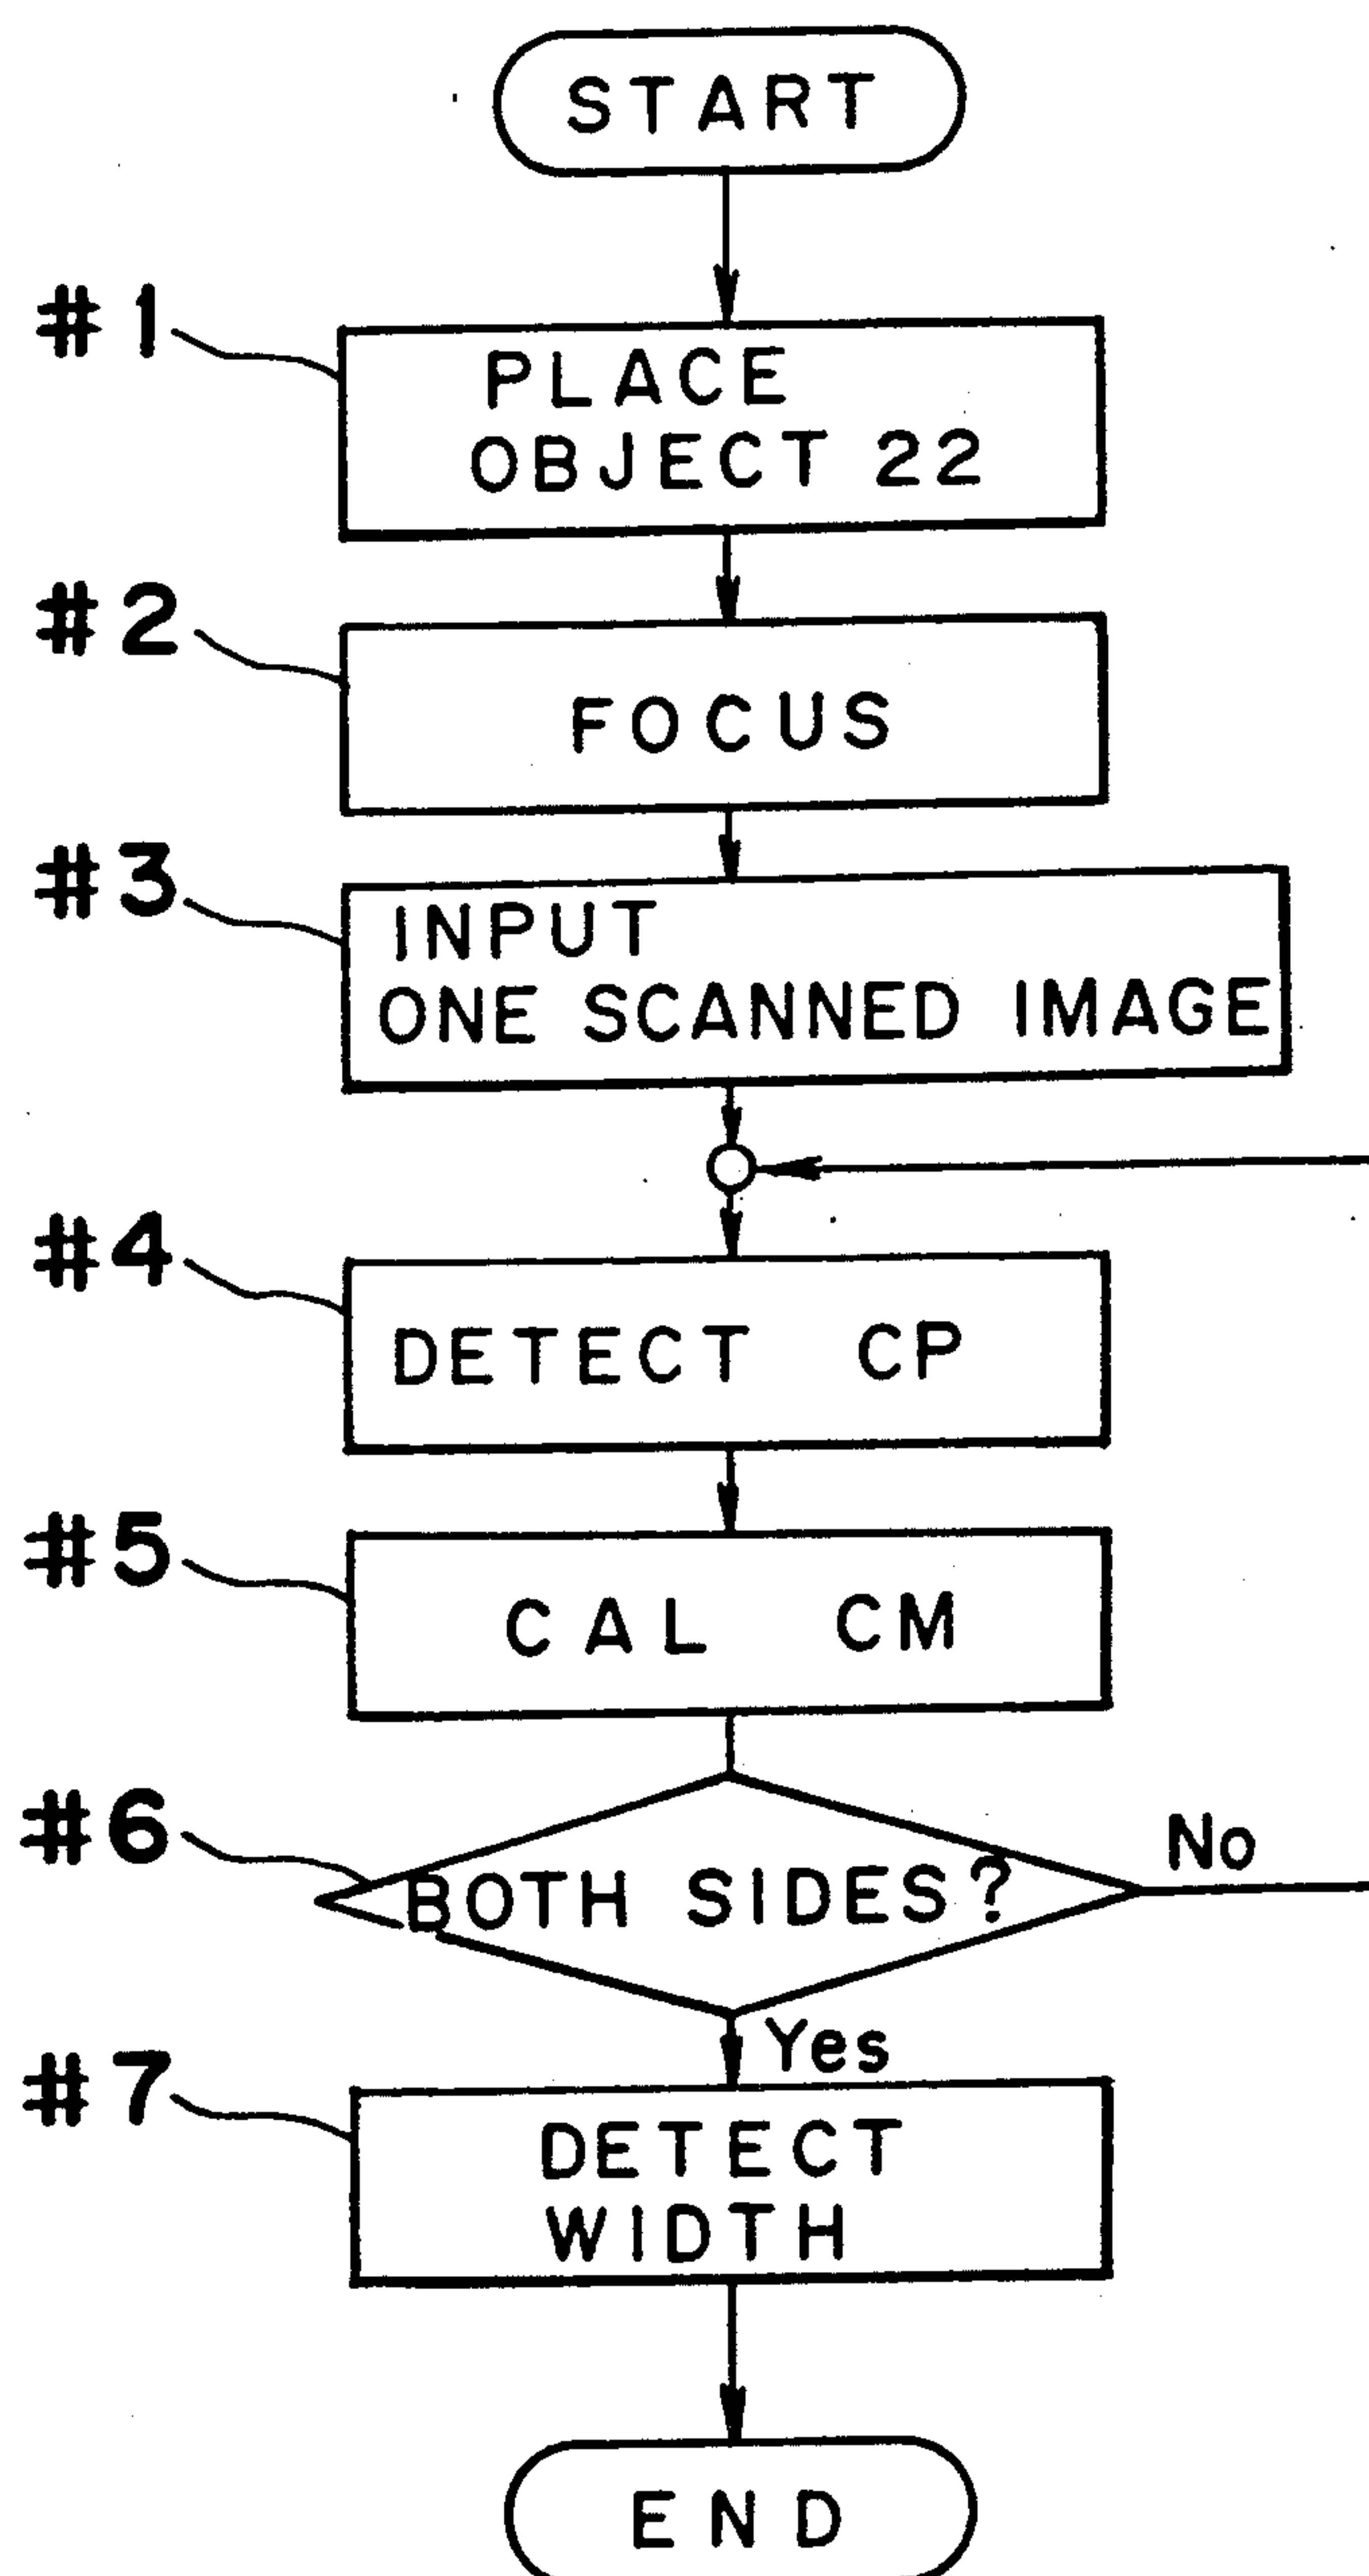 START
#1
PLACE
OBJECT 22
#2
FOCUS
#3
INPUT
ONE SCANNED IMAGE
#4
DETECT CP
#5
CAL CM
#6
BOTH SIDES?
No
Yes
#7
DETECT
WIDTH
END